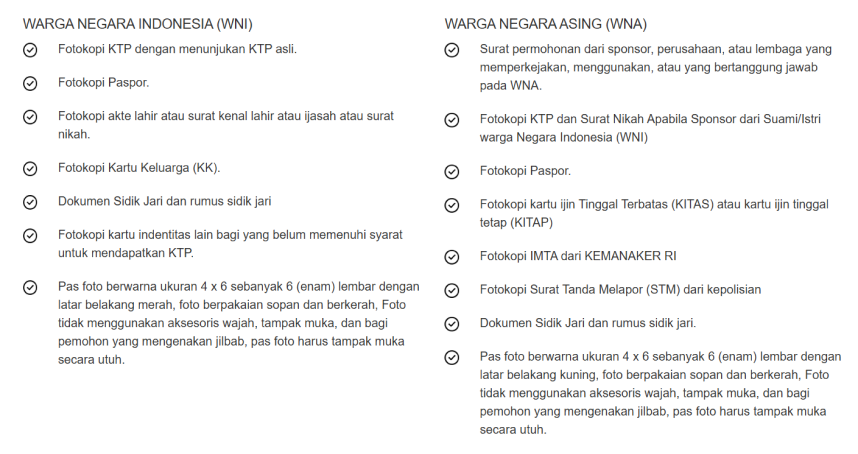 WARGA NEGARA INDONESIA (WNI)
Fotokopi KTP dengan menunjukan KTP asli.
Fotokopi Paspor.
Fotokopi akte lahir atau surat kenal lahir atau ijasah atau surat
nikah.
Fotokopi Kartu Keluarga (KK).
Dokumen Sidik Jari dan rumus sidik jari
Fotokopi kartu indentitas lain bagi yang belum memenuhi syarat
untuk mendapatkan KTP.
Pas foto berwarna ukuran 4 x 6 sebanyak 6 (enam) lembar dengan
latar belakang merah, foto berpakaian sopan dan berkerah, Foto
tidak menggunakan aksesoris wajah, tampak muka, dan bagi
pemohon yang mengenakan jilbab, pas foto harus tampak muka
secara utuh.
WARGA NEGARA ASING (WNA)
Surat permohonan dari sponsor, perusahaan, atau lembaga yang
memperkejakan, menggunakan, atau yang bertanggung jawab
pada WNA.
Fotokopi KTP dan Surat Nikah Apabila Sponsor dari Suami/Istri
warga Negara Indonesia (WNI)
Fotokopi Paspor.
Fotokopi kartu ijin Tinggal Terbatas (KITAS) atau kartu ijin tinggal
tetap (KITAP)
Fotokopi IMTA dari KEMANAKER RI
Fotokopi Surat Tanda Melapor (STM) dari kepolisian
Dokumen Sidik Jari dan rumus sidik jari.
Pas foto berwarna ukuran 4 x 6 sebanyak 6 (enam) lembar dengan
latar belakang kuning, foto berpakaian sopan dan berkerah, Foto
tidak menggunakan aksesoris wajah, tampak muka, dan bagi
pemohon yang mengenakan jilbab, pas foto harus tampak muka
secara utuh.